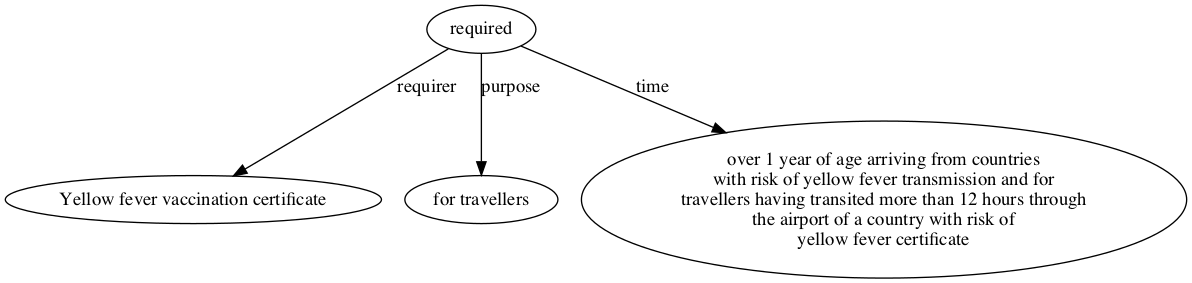 required
requirer
purpose
time
Yellow fever vaccination certificate
for travellers
over 1 year of age arriving from countries
with risk of yellow fever transmission and for
travellers having transited more than 12 hours through
the airport of a country with risk of
yellow fever certificate